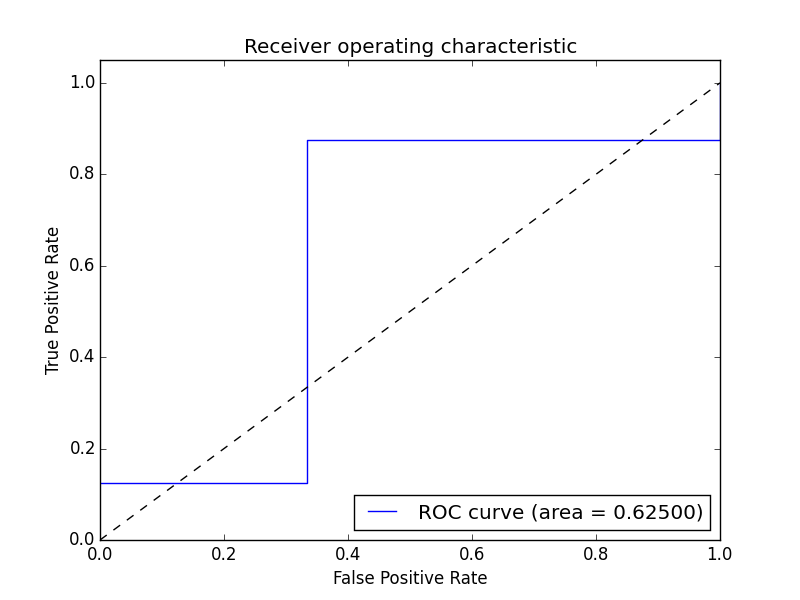 Receiver operating characteristic
True Positive Rate
1.0
0.8
0.6
0.4
0.2
0.0
ROC curve (area = 0.62500)
0.0 0.2 0.4 0.6 0.8 1.0
False Positive Rate